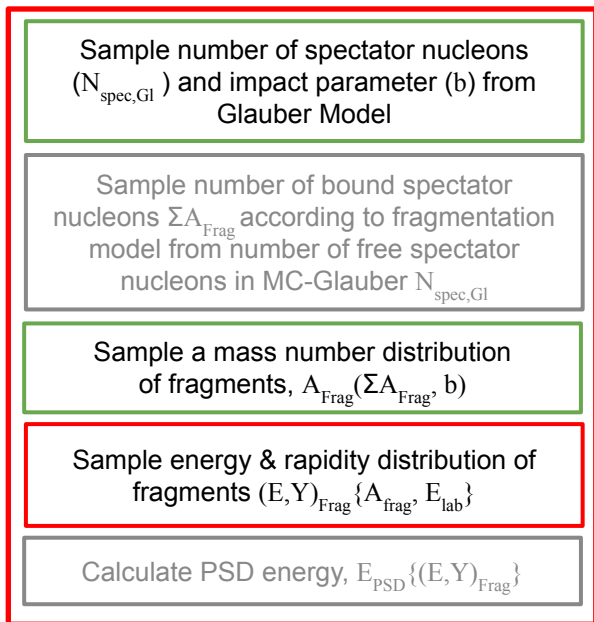 Sample number of spectator nucleons
(N_spec,Gl ) and impact parameter (b) from
Glauber Model
Sample number of bound spectator
nucleons ΣA_Frag according to fragmentation
model from number of free spectator
nucleons in MC-Glauber N_spec,Gl
Sample a mass number distribution
of fragments, A_Frag(ΣA_Frag, b)
Sample energy & rapidity distribution of
fragments (E,Y)_Frag{A_frag, E_lab}
Calculate PSD energy, E_PSD{(E,Y)_Frag}